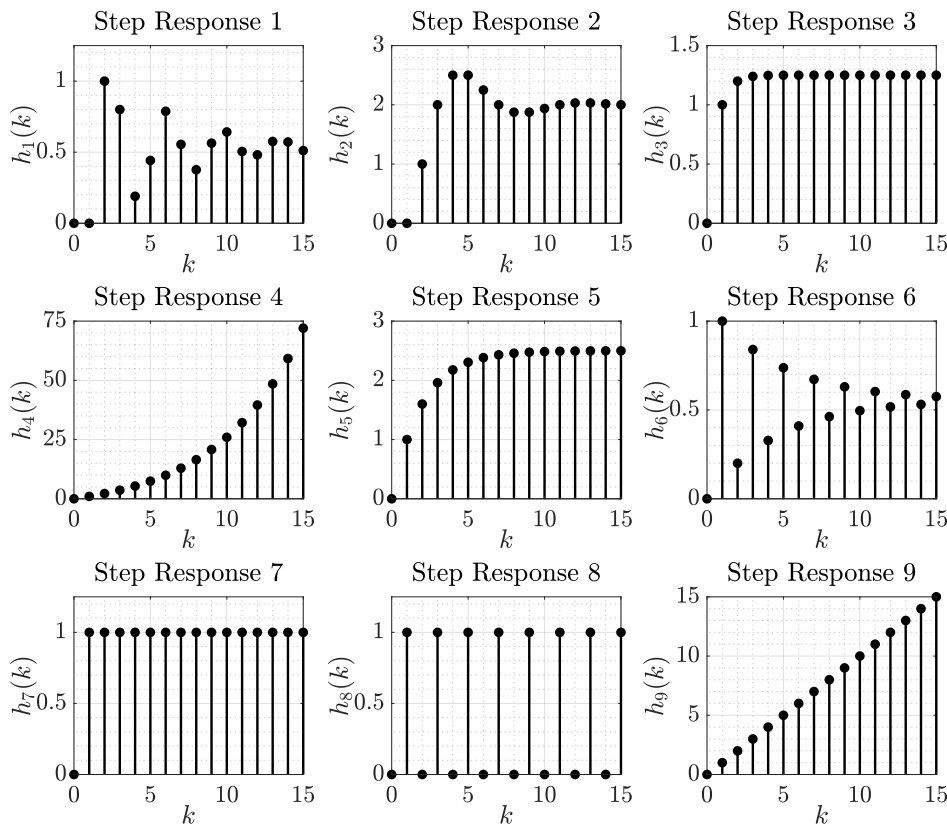 Step Response 1
Step Response 2
Step Response 3
h₁(k)
1
0.5
0
0
5
10
15
k
h₂(k)
3
2
1
0
0
5
10
15
k
h₃(k)
1.5
1
0.5
0
0
5
10
15
k
Step Response 4
Step Response 5
Step Response 6
h₄(k)
75
50
25
0
0
5
10
15
k
h₅(k)
3
2
1
0
0
5
10
15
k
h₆(k)
1
0.5
0
0
5
10
15
k
Step Response 7
Step Response 8
Step Response 9
h₇(k)
1
0.5
0
0
5
10
15
k
h₈(k)
1
0.5
0
0
5
10
15
k
h₉(k)
15
10
5
0
0
5
10
15
k